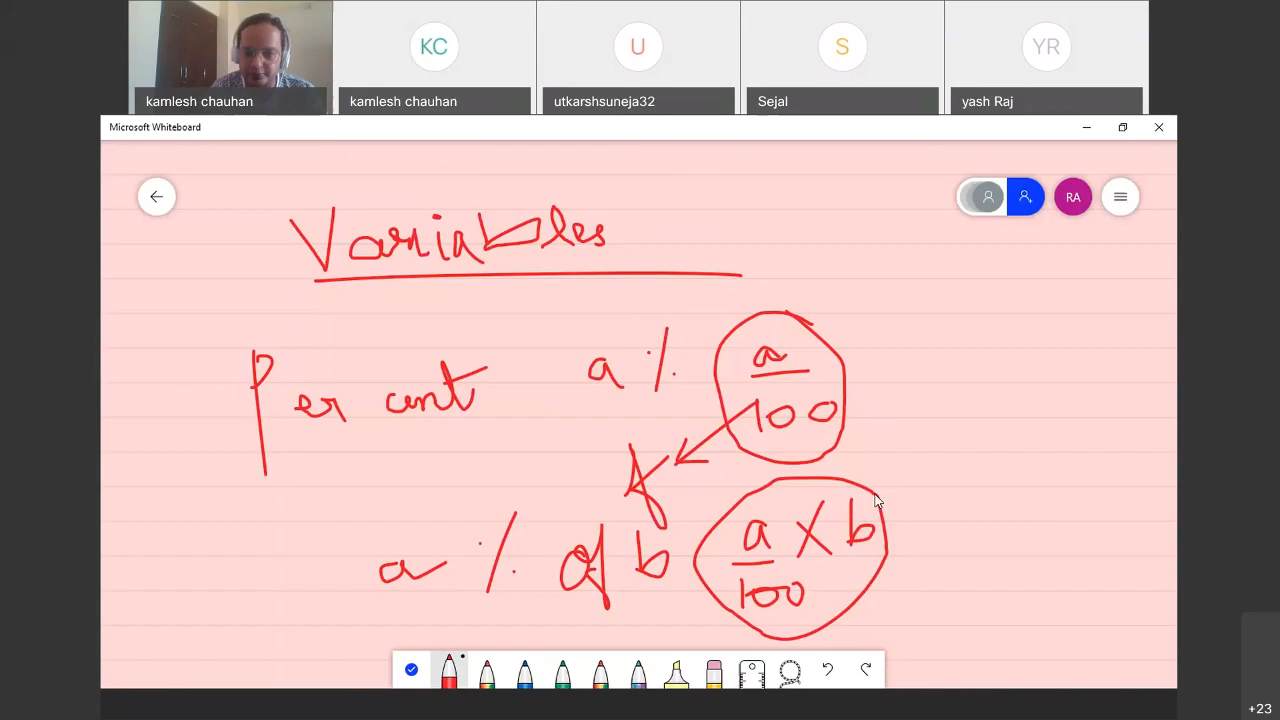 KC
U
S
YR
kamlesh chauhan
kamlesh chauhan
utkarshsuneja32
Sejal
yash Raj
Microsoft Whiteboard
RA
Variables
Per cent a % a/100
a % of b a/100 × b
+23